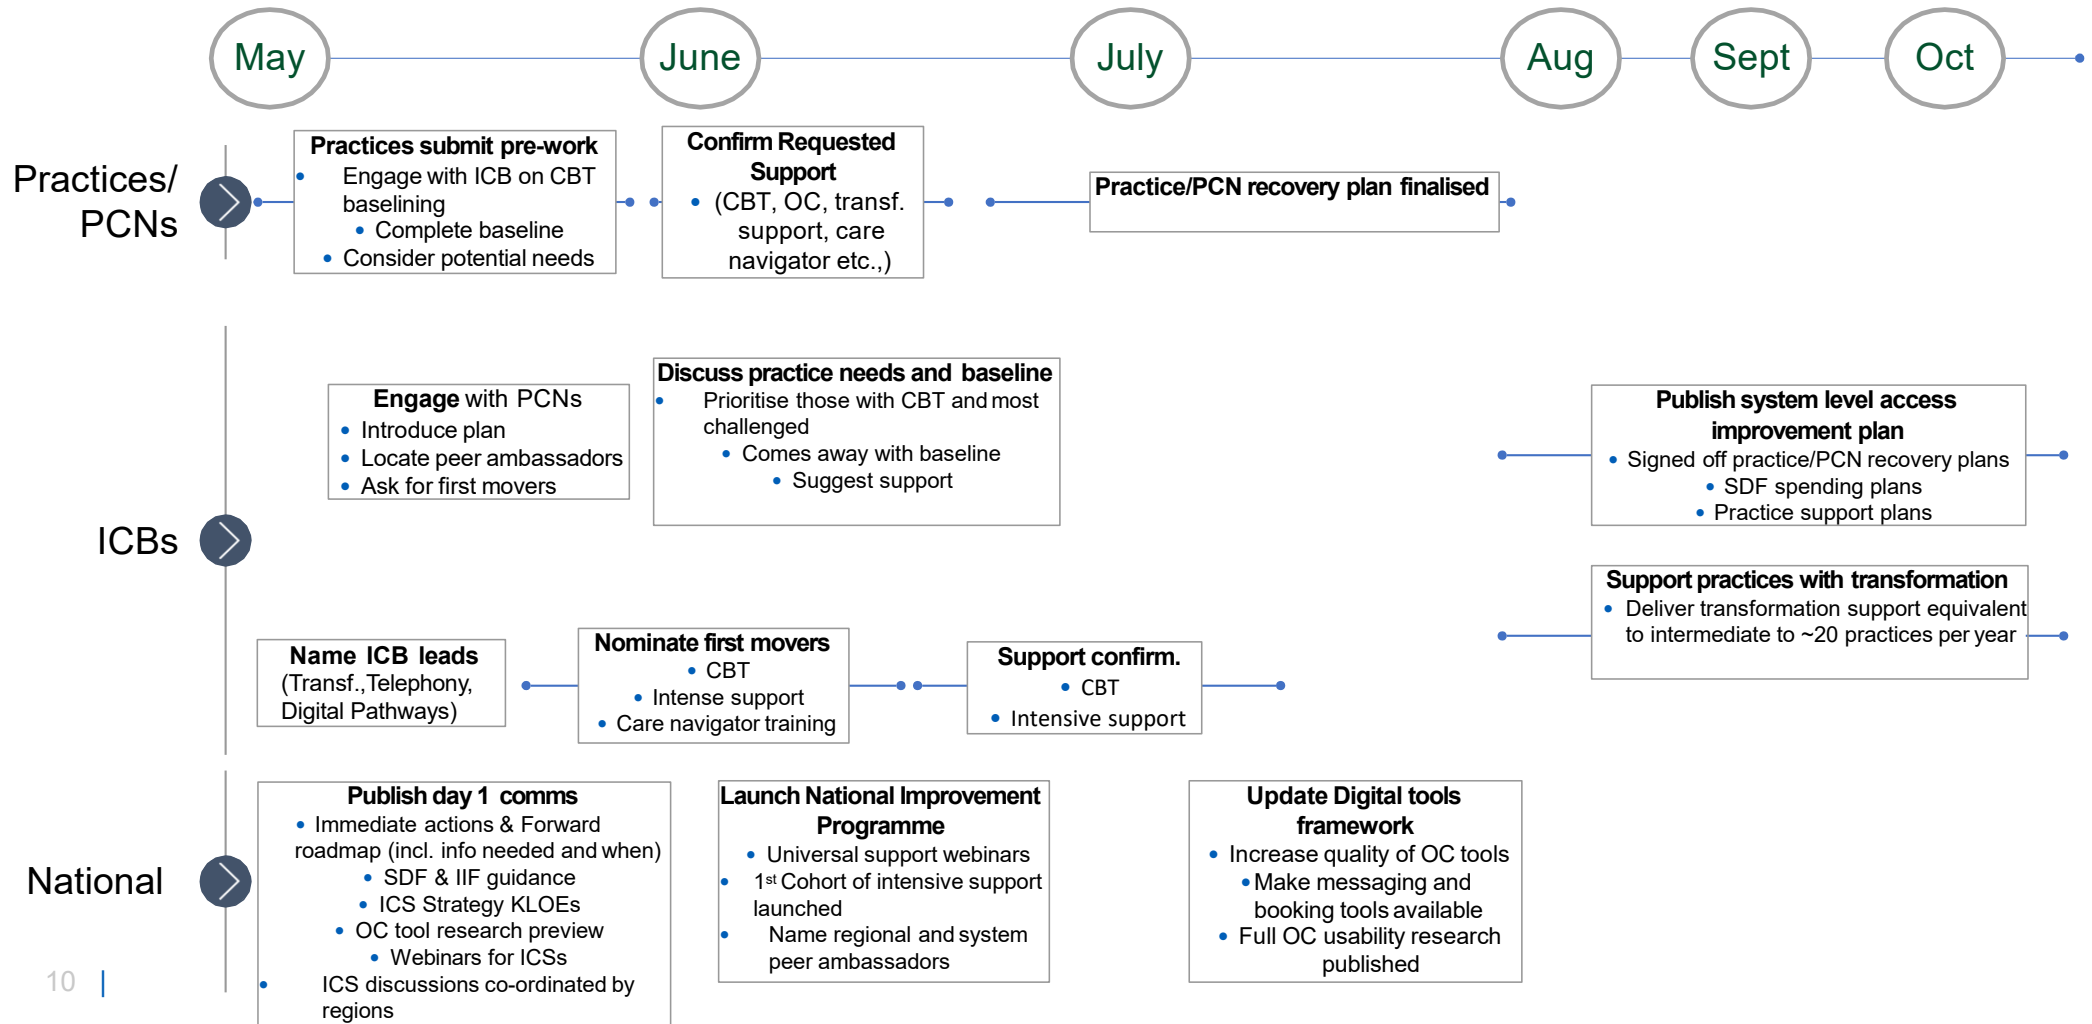 May
June
July
Aug
Sept
Oct
Practices/
PCNs
Practices submit pre-work
• Engage with ICB on CBT
baselining
• Complete baseline
• Consider potential needs
Confirm Requested
Support
• (CBT, OC, transf.
support, care
navigator etc.,)
Practice/PCN recovery plan finalised
ICBs
Engage with PCNs
• Introduce plan
• Locate peer ambassadors
• Ask for first movers
Discuss practice needs and baseline
• Prioritise those with CBT and most
challenged
• Comes away with baseline
• Suggest support
Publish system level access
improvement plan
• Signed off practice/PCN recovery plans
• SDF spending plans
• Practice support plans
Support practices with transformation
• Deliver transformation support equivalent
to intermediate to ~20 practices per year
Name ICB leads
(Transf.,Telephony,
Digital Pathways)
Nominate first movers
• CBT
• Intense support
• Care navigator training
Support confirm.
• CBT
• Intensive support
National
Publish day 1 comms
• Immediate actions & Forward
roadmap (incl. info needed and when)
• SDF & IIF guidance
• ICS Strategy KLOEs
• OC tool research preview
• Webinars for ICSs
• ICS discussions co-ordinated by
regions
Launch National Improvement
Programme
• Universal support webinars
• 1st Cohort of intensive support
launched
• Name regional and system
peer ambassadors
Update Digital tools
framework
• Increase quality of OC tools
• Make messaging and
booking tools available
• Full OC usability research
published
10 |